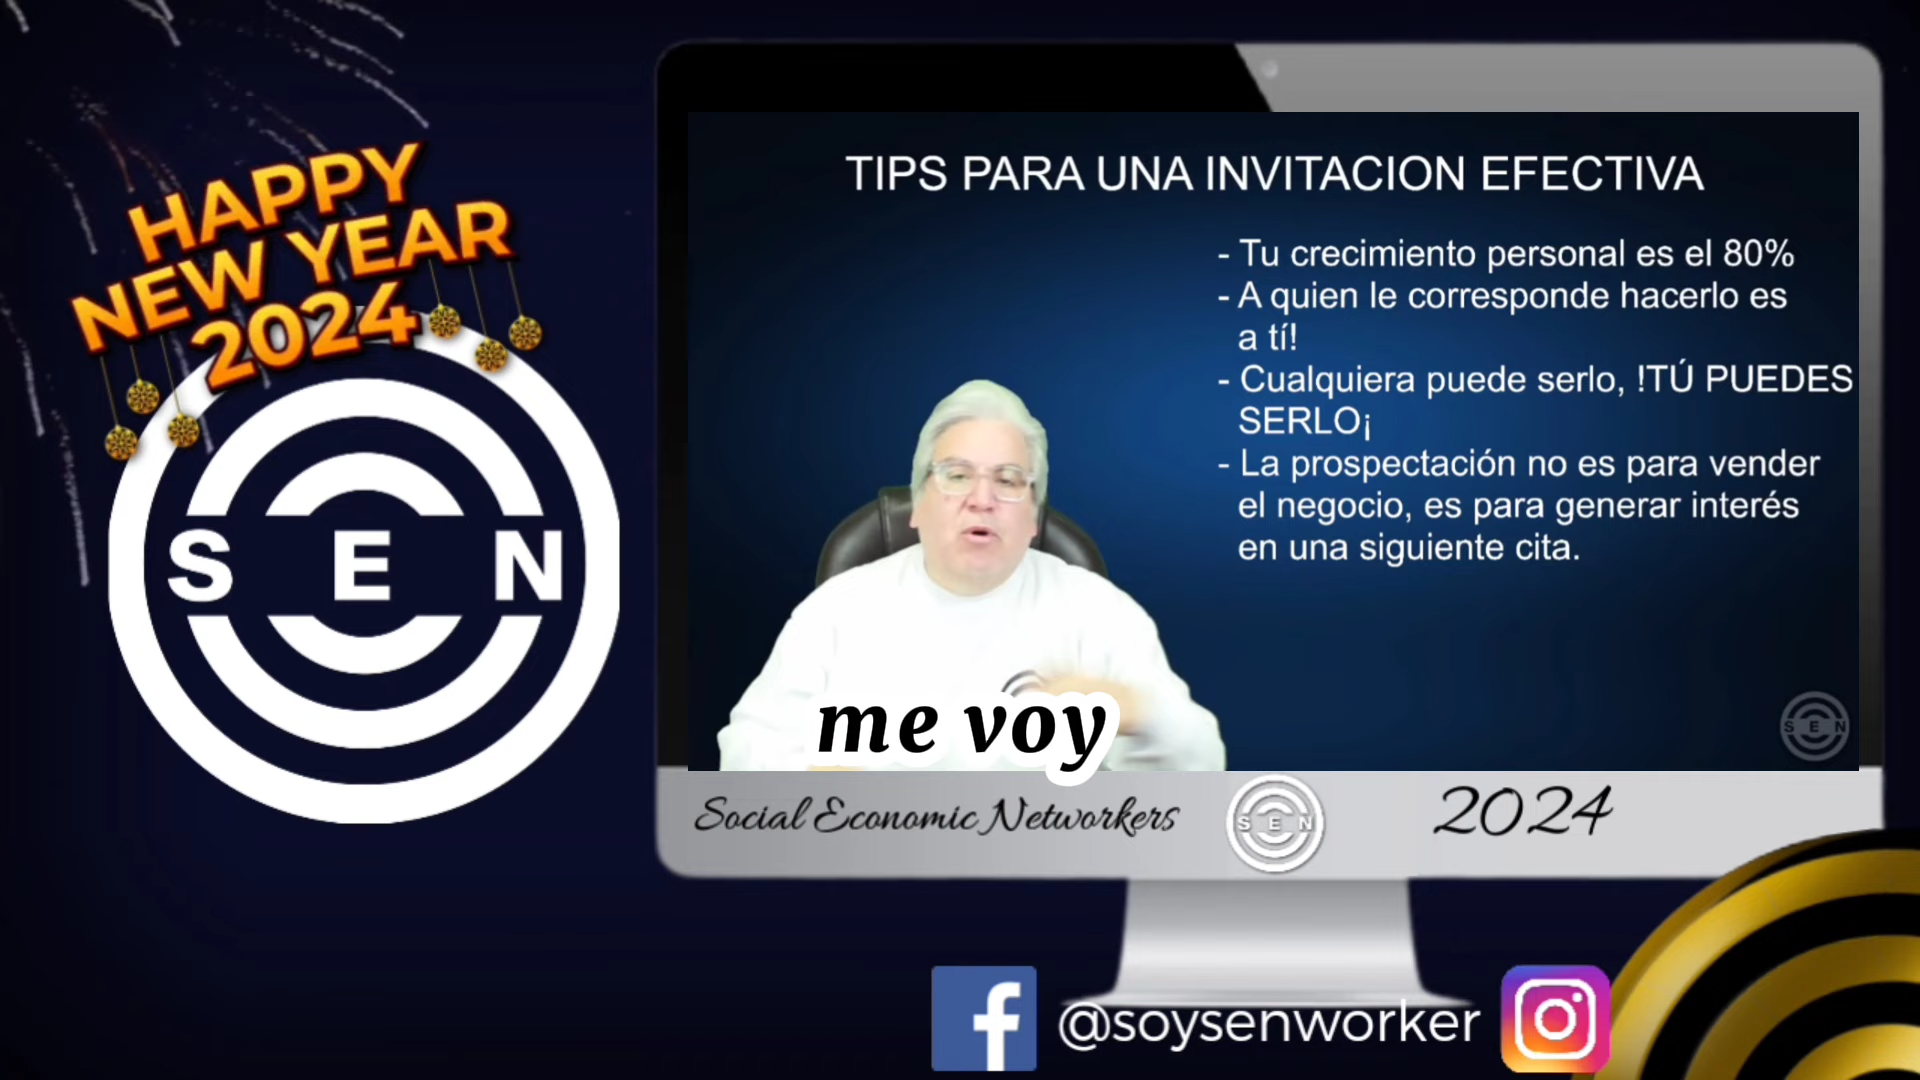 HAPPY
NEW YEAR
2024
S E N
TIPS PARA UNA INVITACION EFECTIVA
- Tu crecimiento personal es el 80%
- A quien le corresponde hacerlo es
a tí!
- Cualquiera puede serlo, !TÚ PUEDES
SERLO¡
- La prospectación no es para vender
el negocio, es para generar interés
en una siguiente cita.
S E N
me voy
Social Economic Networkers
S E N
2024
f
@soysenworker